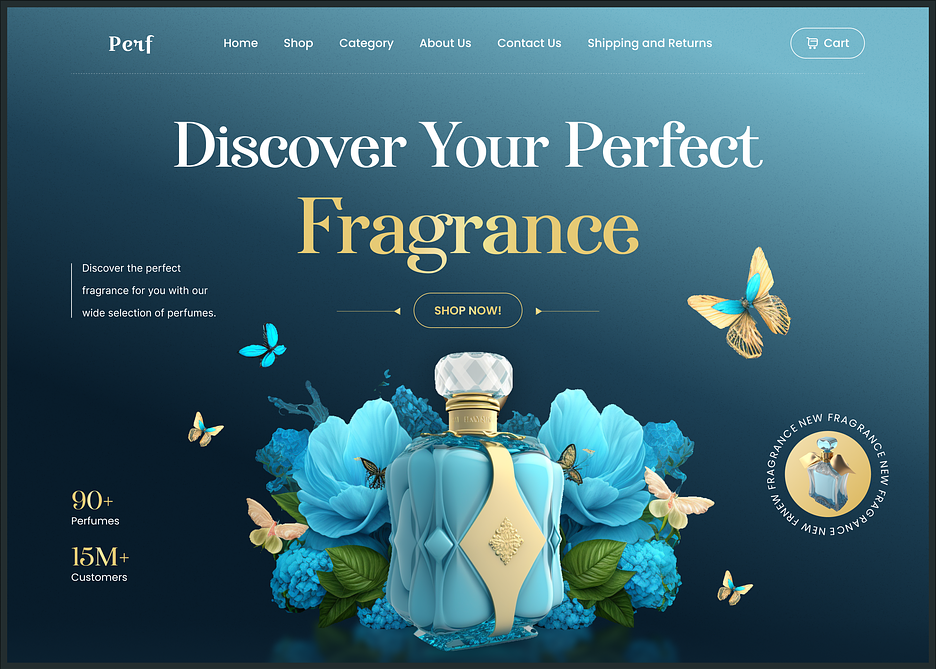 Perf
Home
Shop
Category
About Us
Contact Us
Shipping and Returns
Cart
Discover Your Perfect
Fragrance
Discover the perfect
fragrance for you with our
wide selection of perfumes.
SHOP NOW!
90+
Perfumes
15M+
Customers
NEW FRAGRANCE NEW FRAGRANCE NEW FRNEW FRAGRANCE